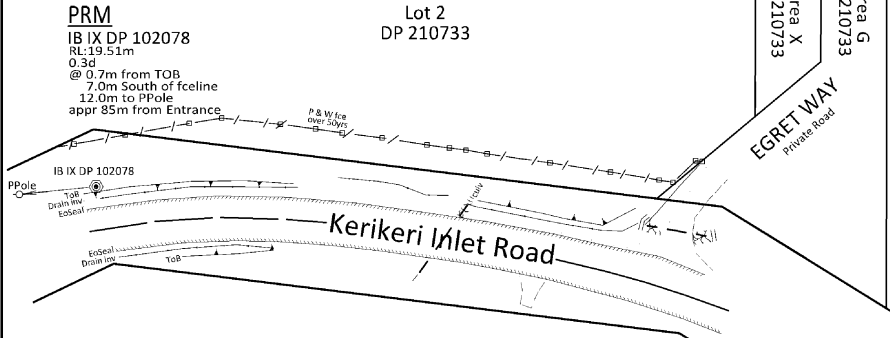 PRM
IB IX DP 102078
RL:19.51m
0.3d
@ 0.7m from TOB
7.0m South of fceline
12.0m to PPole
appr 85m from Entrance
Lot 2
DP 210733
rea X
210733
rea G
210733
P & W fce
over 50yrs
EGRET WAY
Private Road
IB IX DP 102078
PPole
ToB
Drain inv
EoSeal
Kerikeri Inlet Road
EoSeal
Drain inv
ToB